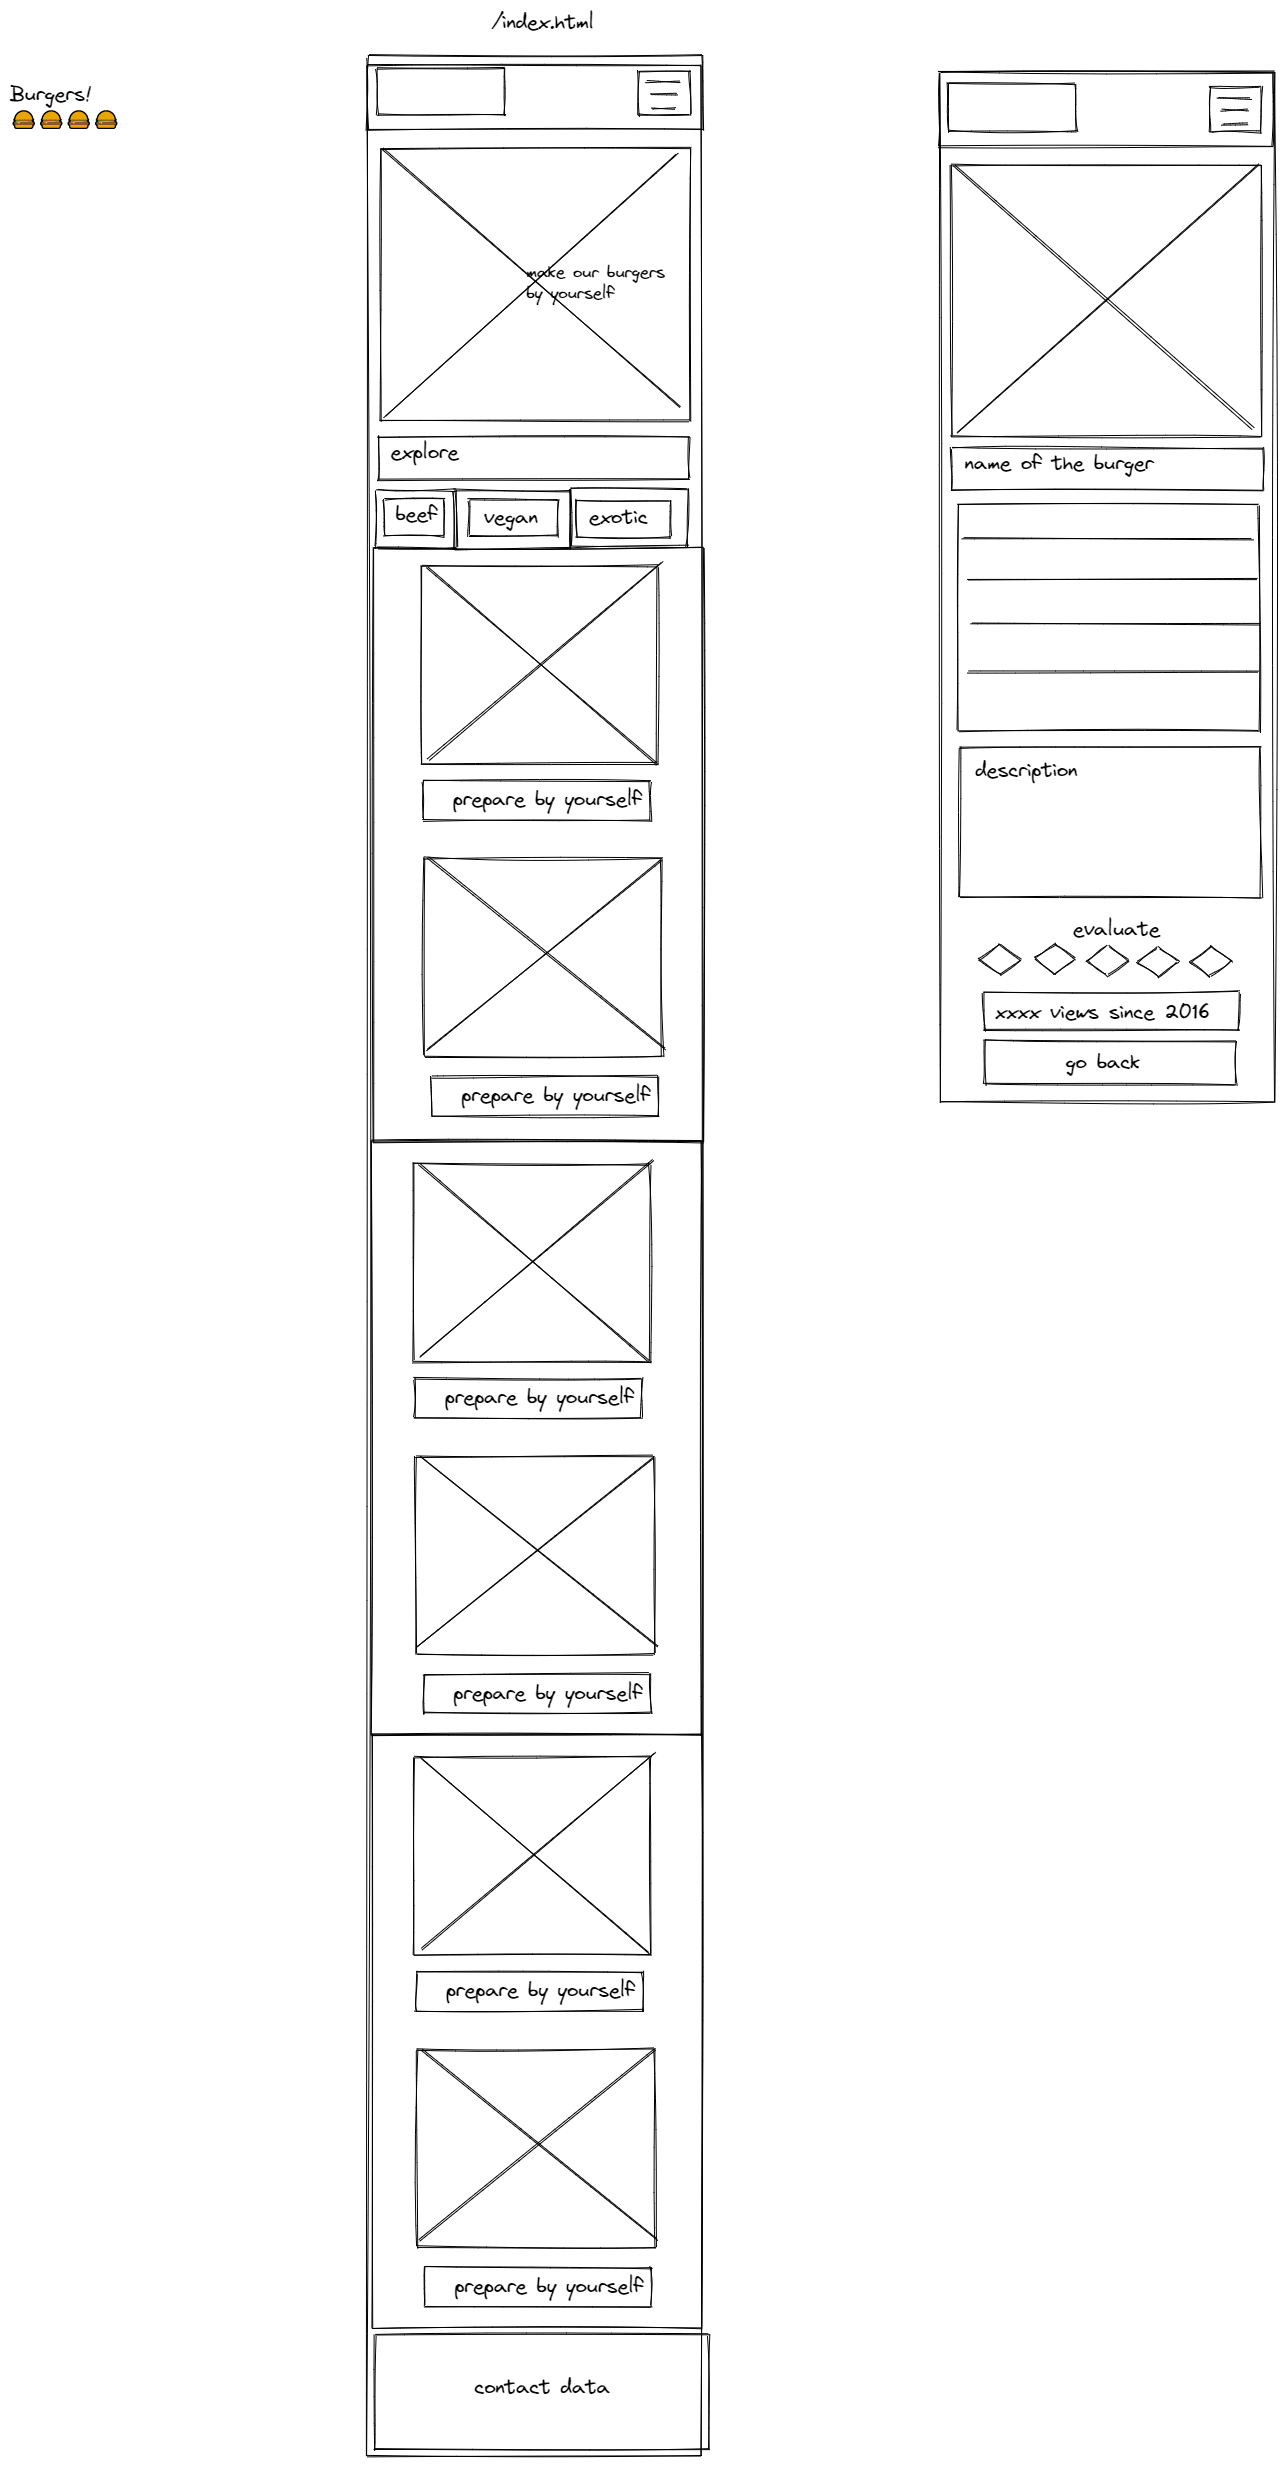 /index.html
Burgers!
make our burgers
by yourself
explore
beef
vegan
exotic
prepare by yourself
prepare by yourself
prepare by yourself
prepare by yourself
prepare by yourself
prepare by yourself
contact data
name of the burger
description
evaluate
xxxx views since 2016
go back